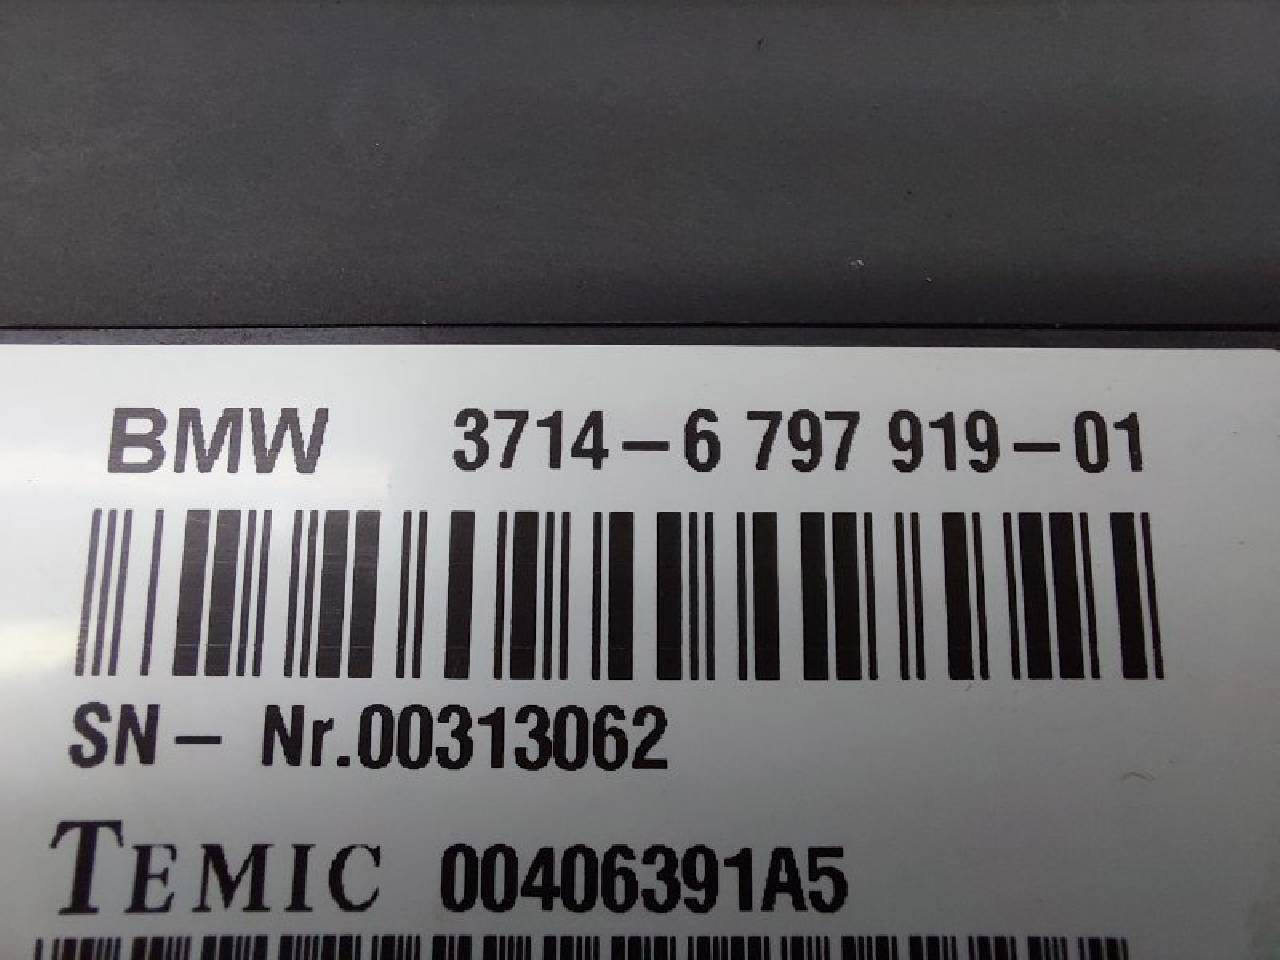 BMW 3714-6 797 919-01
SN- Nr.00313062
TEMIC 00406391A5